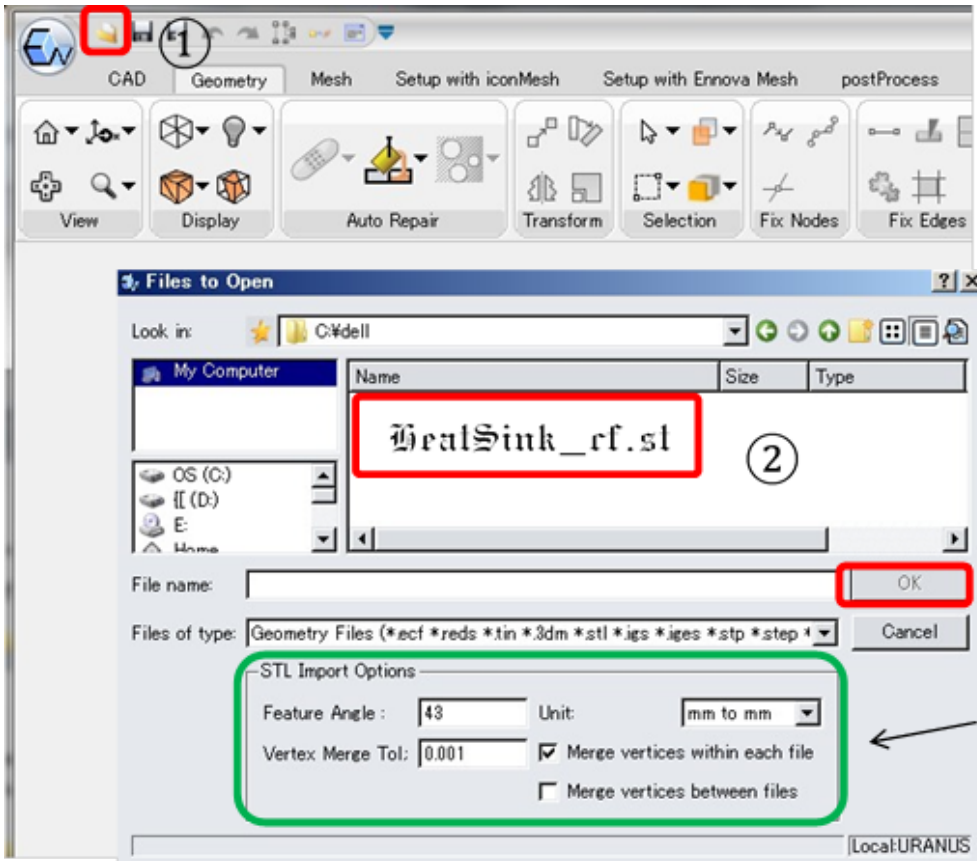 EN
①
CAD Geometry Mesh Setup with iconMesh Setup with Ennova Mesh postProcess
View Display Auto Repair Transform Selection Fix Nodes Fix Edges
Files to Open
Look in: C:¥dell
My Computer
Name Size Type
HeatSink_cf.st
②
OS (C:)
{[ (D:)
E:
Home
File name: OK
Files of type: Geometry Files (*.ecf *.reds *.tin *.3dm *.stl *.igs *.iges *.stp *.step * Cancel
STL Import Options
Feature Angle : 43 Unit: mm to mm
Vertex Merge Tol.: 0.001 Merge vertices within each file
Merge vertices between files
Local:URANUS